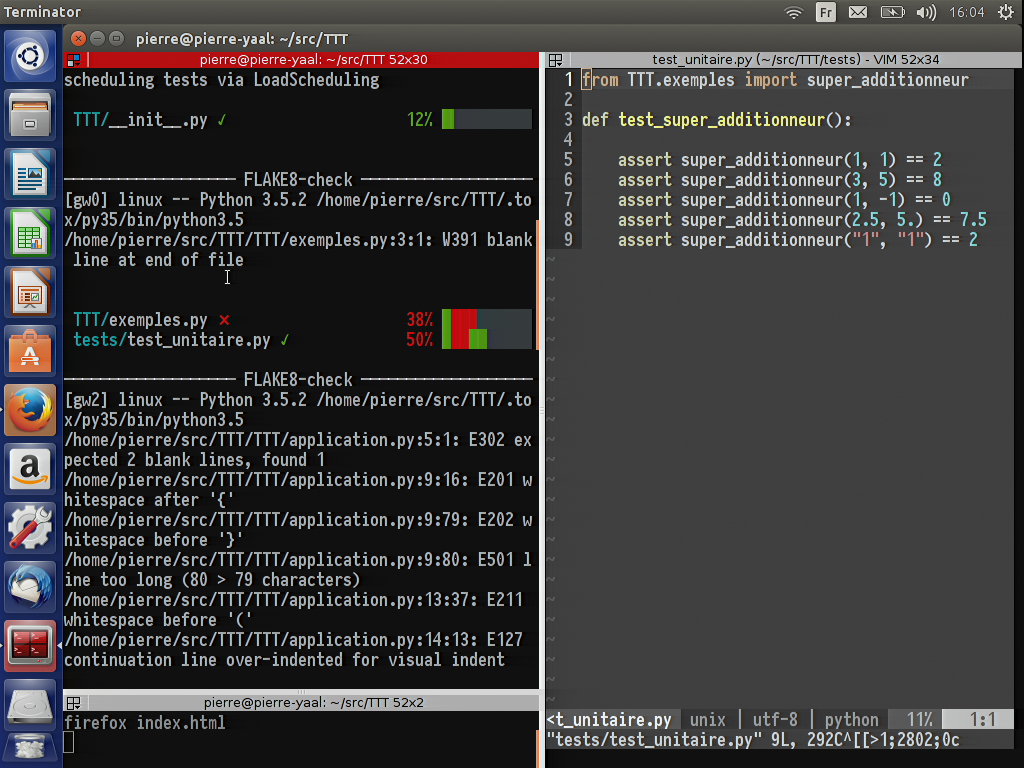 Terminator
Fr
16:04
pierre@pierre-yaal: ~/src/TTT
pierre@pierre-yaal: ~/src/TTT 52x30
scheduling tests via LoadScheduling
TTT/__init__.py ✓ 12%
FLAKE8-check
[gw0] linux -- Python 3.5.2 /home/pierre/src/TTT/.to
x/py35/bin/python3.5
/home/pierre/src/TTT/TTT/exemples.py:3:1: W391 blank
line at end of file
TTT/exemples.py ✗ 38%
tests/test_unitaire.py ✓ 50%
FLAKE8-check
[gw2] linux -- Python 3.5.2 /home/pierre/src/TTT/.to
x/py35/bin/python3.5
/home/pierre/src/TTT/TTT/application.py:5:1: E302 ex
pected 2 blank lines, found 1
/home/pierre/src/TTT/TTT/application.py:9:16: E201 w
hitespace after '{'
/home/pierre/src/TTT/TTT/application.py:9:79: E202 w
hitespace before '}'
/home/pierre/src/TTT/TTT/application.py:9:80: E501 l
ine too long (80 > 79 characters)
/home/pierre/src/TTT/TTT/application.py:13:37: E211
whitespace before '('
/home/pierre/src/TTT/TTT/application.py:14:13: E127
continuation line over-indented for visual indent
pierre@pierre-yaal: ~/src/TTT 52x2
firefox index.html
test_unitaire.py (~/src/TTT/tests) - VIM 52x34
1 from TTT.exemples import super_additionneur
2
3 def test_super_additionneur():
4
5     assert super_additionneur(1, 1) == 2
6     assert super_additionneur(3, 5) == 8
7     assert super_additionneur(1, -1) == 0
8     assert super_additionneur(2.5, 5.) == 7.5
9     assert super_additionneur("1", "1") == 2
<t_unitaire.py unix | utf-8 | python 11% 1:1
"tests/test_unitaire.py" 9L, 292C^[[>1;2802;0c